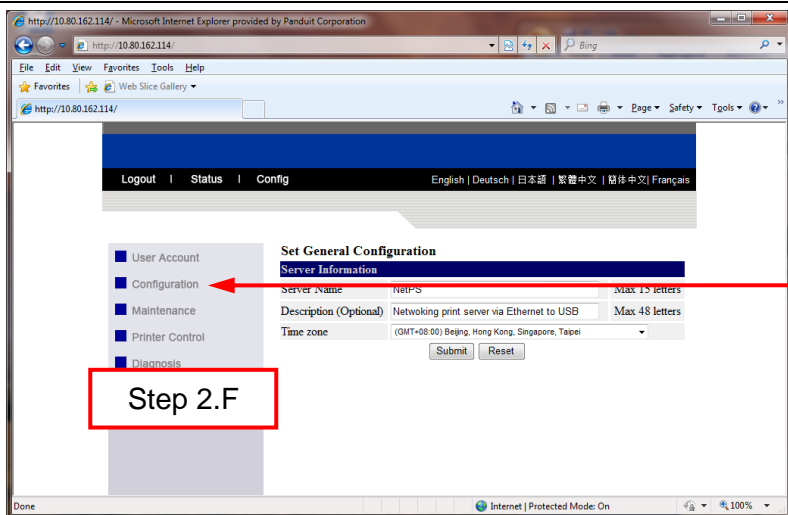 http://10.80.162.114/ - Microsoft Internet Explorer provided by Panduit Corporation
http://10.80.162.114/ Bing
File Edit View Favorites Tools Help
Favorites Web Slice Gallery
http://10.80.162.114/ Page Safety Tools
Logout | Status | Config English | Deutsch | 日本語 | 繁體中文 | 簡体中文| Français
User Account
Configuration
Maintenance
Printer Control
Diagnosis
Set General Configuration
Server Information
Server Name NetPS Max 15 letters
Description (Optional) Netwoking print server via Ethernet to USB Max 48 letters
Time zone (GMT+08:00) Beijing, Hong Kong, Singapore, Taipei
Submit Reset
Step 2.F
Done Internet | Protected Mode: On 100%